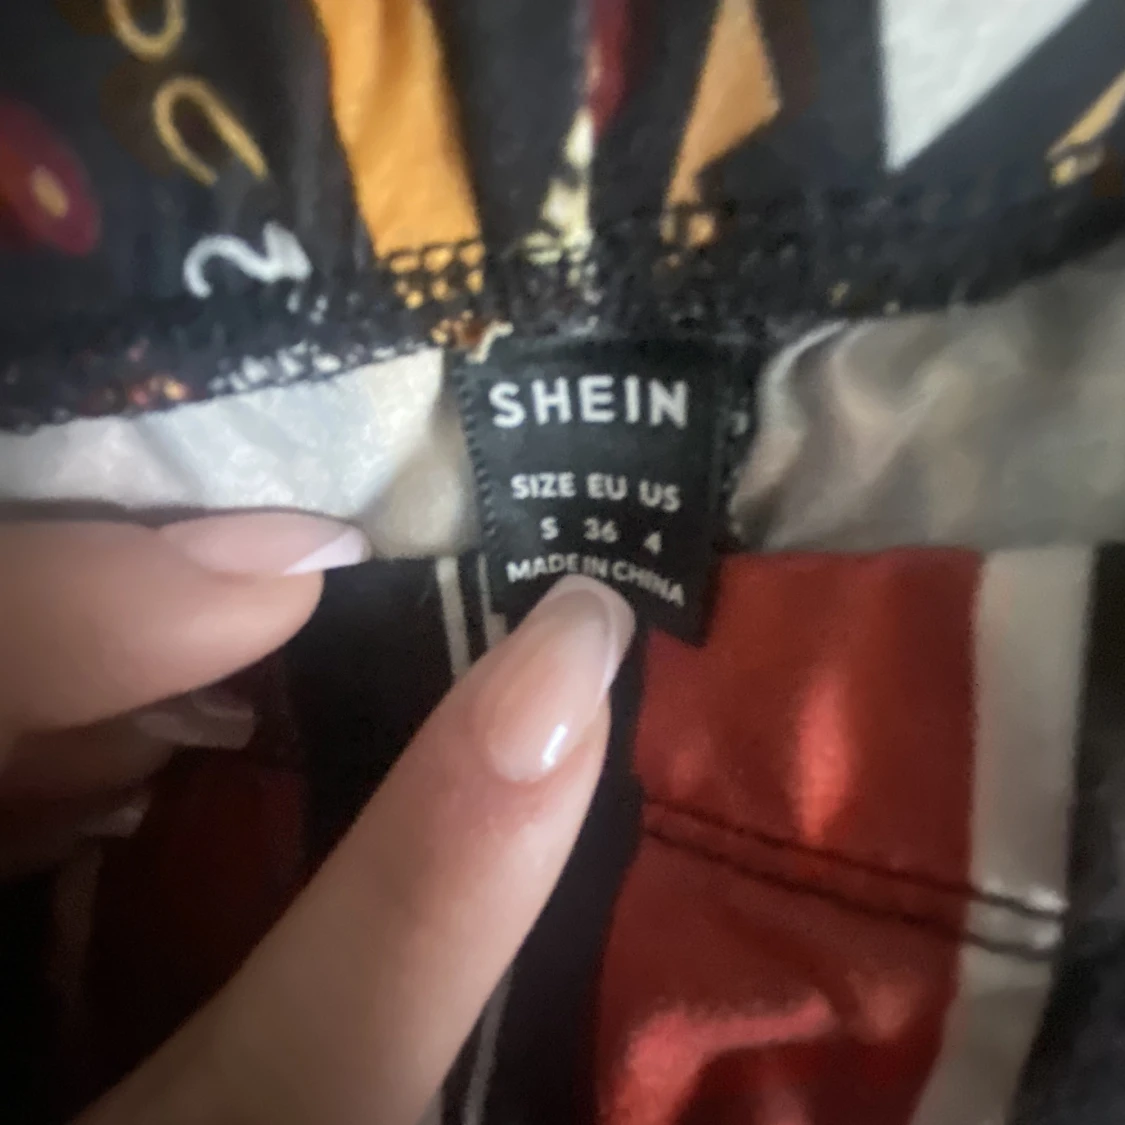 SHEIN
SIZE EU US
S 36 4
MADE IN CHINA